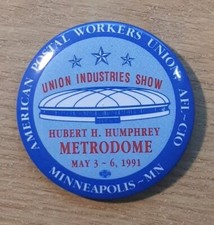 AMERICAN POSTAL WORKERS UNION, AFL-CIO
UNION INDUSTRIES SHOW
HUBERT H. HUMPHREY
METRODOME
MAY 3 - 6, 1991
MINNEAPOLIS - MN